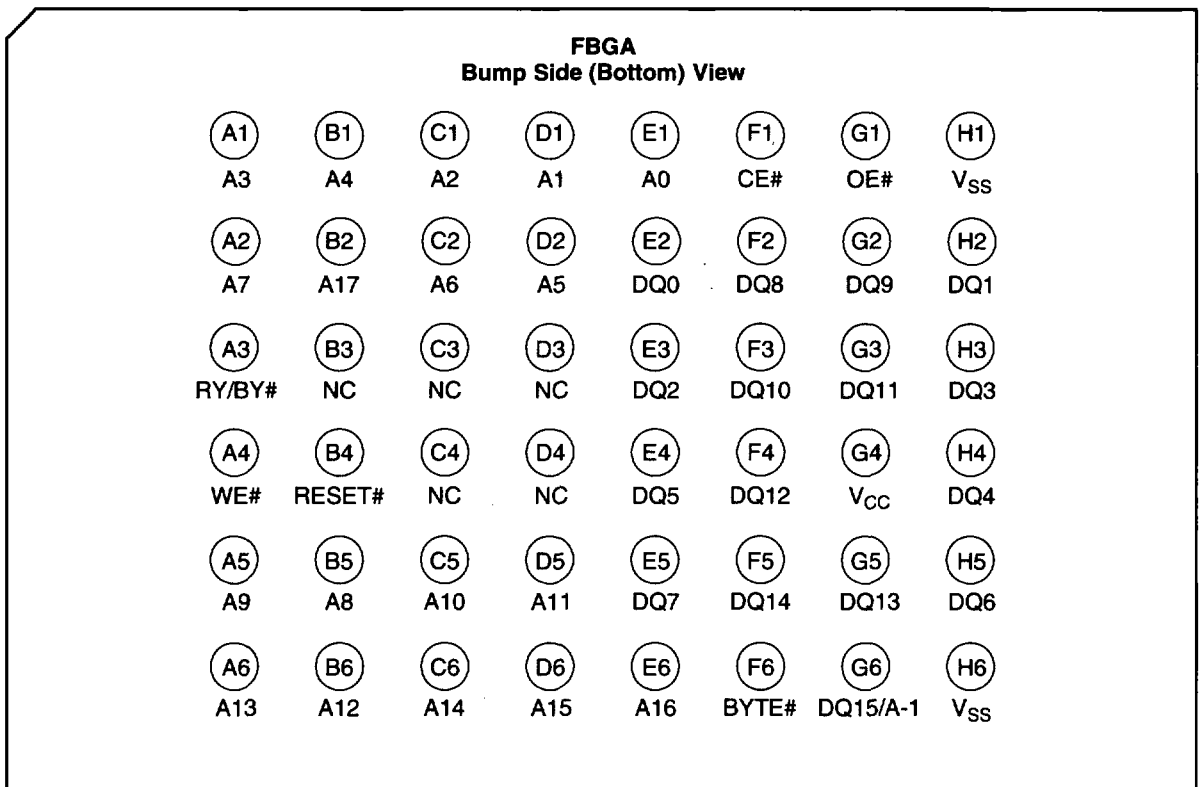 FBGA
Bump Side (Bottom) View
A1 B1 C1 D1 E1 F1 G1 H1
A3 A4 A2 A1 A0 CE# OE# VSS
A2 B2 C2 D2 E2 F2 G2 H2
A7 A17 A6 A5 DQ0 DQ8 DQ9 DQ1
A3 B3 C3 D3 E3 F3 G3 H3
RY/BY# NC NC NC DQ2 DQ10 DQ11 DQ3
A4 B4 C4 D4 E4 F4 G4 H4
WE# RESET# NC NC DQ5 DQ12 VCC DQ4
A5 B5 C5 D5 E5 F5 G5 H5
A9 A8 A10 A11 DQ7 DQ14 DQ13 DQ6
A6 B6 C6 D6 E6 F6 G6 H6
A13 A12 A14 A15 A16 BYTE# DQ15/A-1 VSS